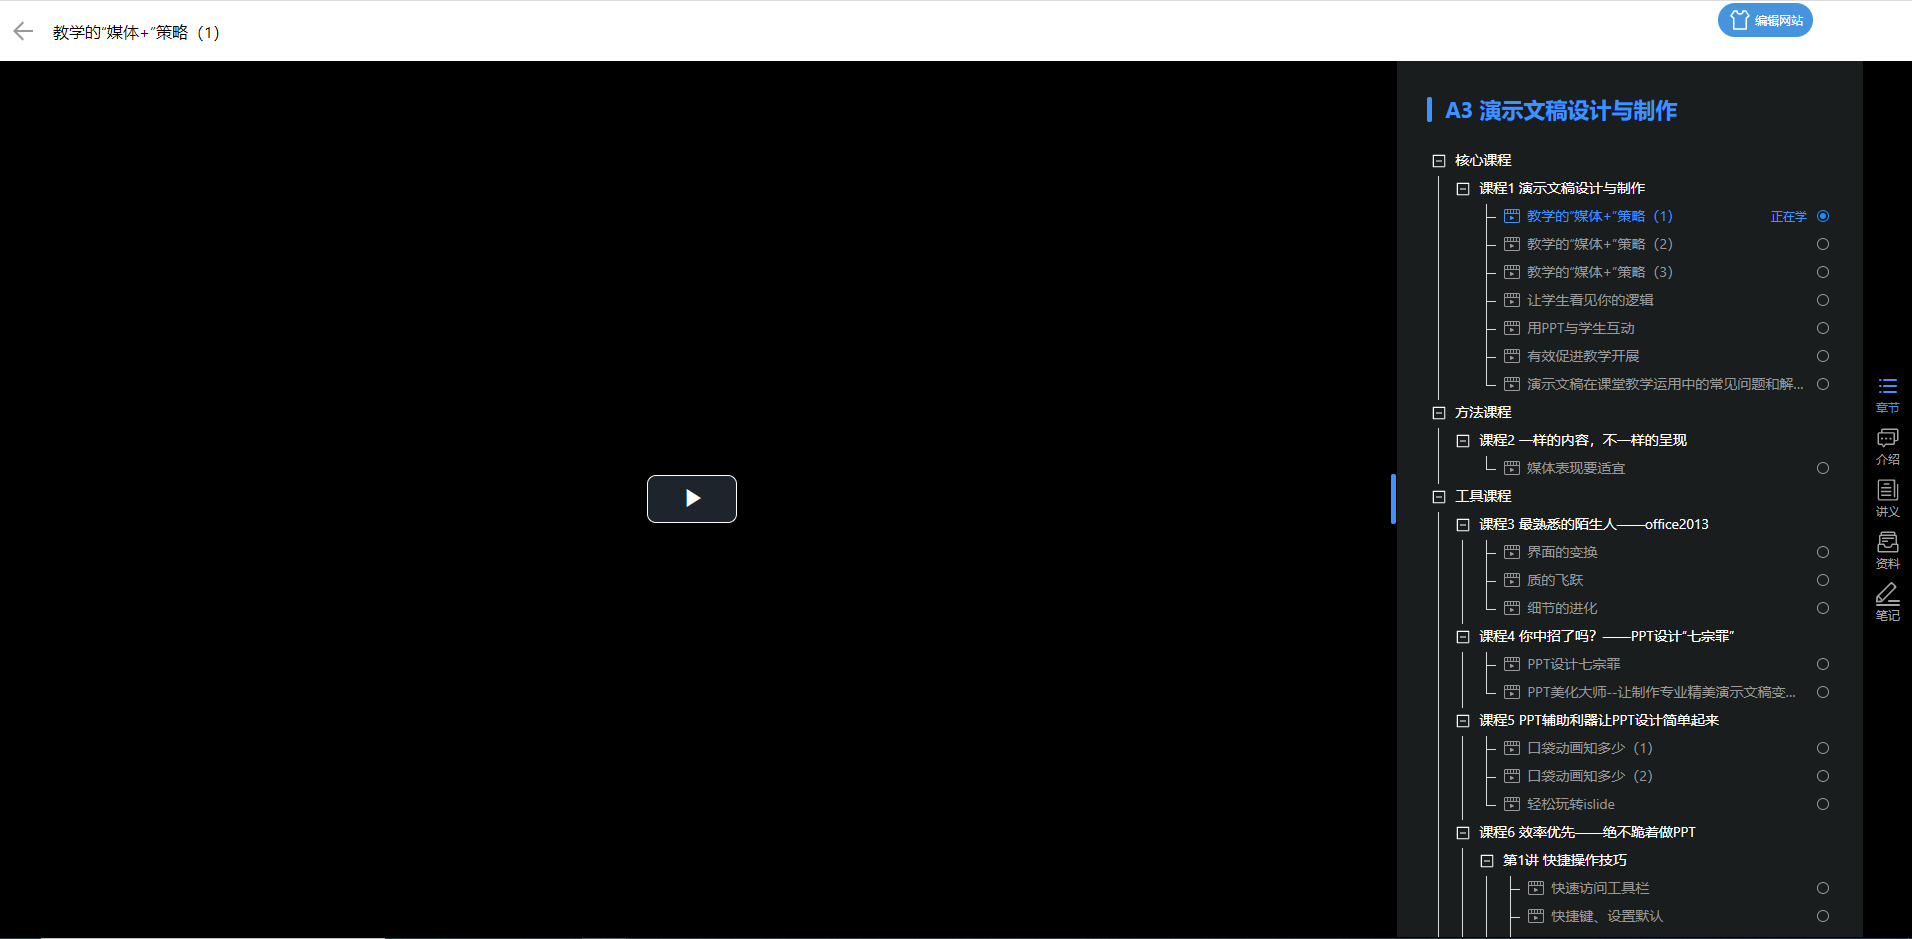 教学的“媒体+”策略（1）
编辑网站
A3 演示文稿设计与制作
核心课程
课程1 演示文稿设计与制作
教学的“媒体+”策略（1） 正在学
教学的“媒体+”策略（2）
教学的“媒体+”策略（3）
让学生看见你的逻辑
用PPT与学生互动
有效促进教学开展
演示文稿在课堂教学运用中的常见问题和解...
方法课程
课程2 一样的内容，不一样的呈现
媒体表现要适宜
工具课程
课程3 最熟悉的陌生人——office2013
界面的变换
质的飞跃
细节的进化
课程4 你中招了吗？——PPT设计“七宗罪”
PPT设计七宗罪
PPT美化大师--让制作专业精美演示文稿变...
课程5 PPT辅助利器让PPT设计简单起来
口袋动画知多少（1）
口袋动画知多少（2）
轻松玩转islide
课程6 效率优先——绝不跪着做PPT
第1讲 快捷操作技巧
快速访问工具栏
快捷键、设置默认
章节
介绍
讲义
资料
笔记